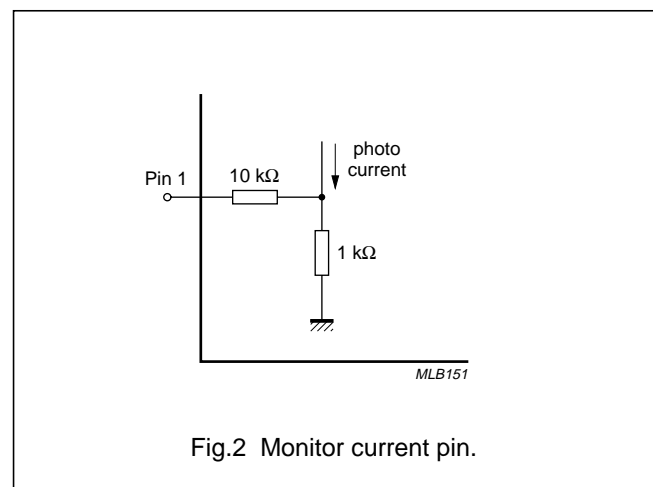 photo
current
Pin 1
10 kΩ
1 kΩ
MLB151
Fig.2 Monitor current pin.